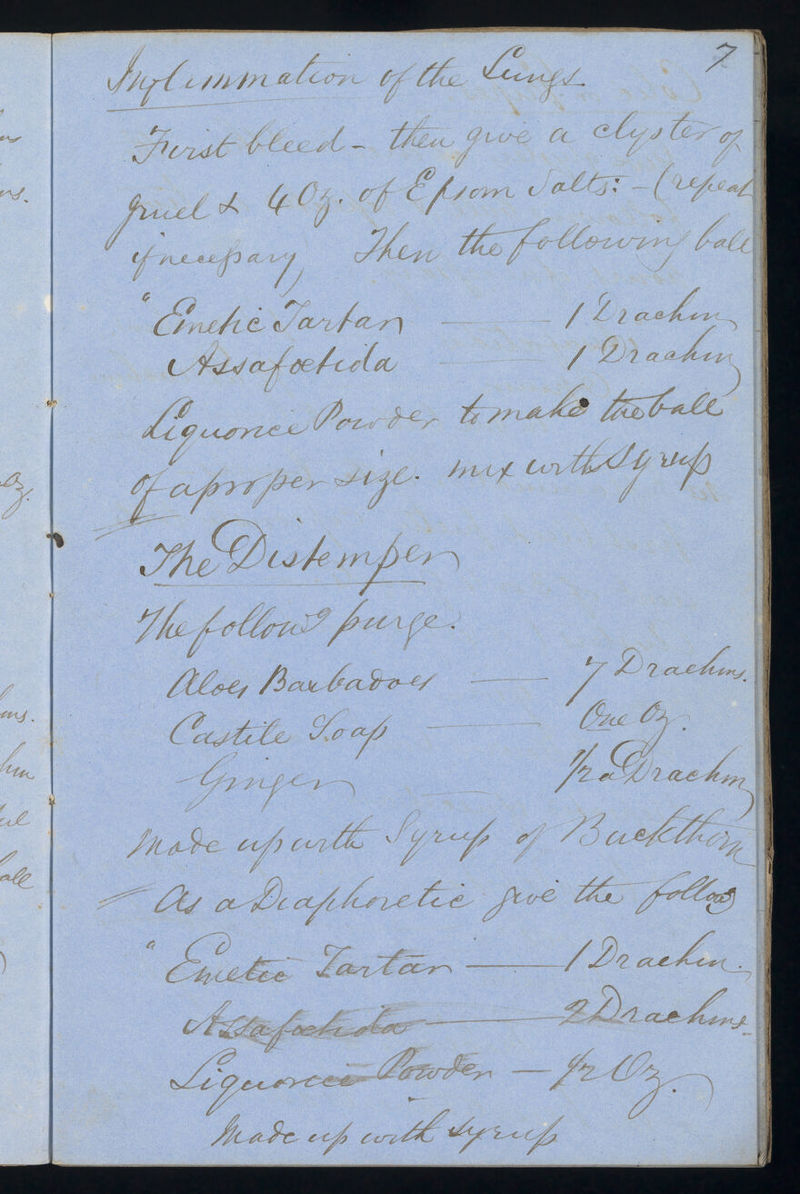 7
Inflimmation of the Lungs
First bleed - then give a clyster of
gruel & 4 Oz. of Epsom Salts: - (repeat
if necessary) Then the following ball
" Emetic Tartar — 1 Drachm
Assafœtida — 1 Drachm
Liquorice Powder to make the ball
of a proper size. mix with Syrup
The Distemper
The follow.g purge.
Aloes Barbadoes — 7 Drachms.
Castile Soap — One Oz.
Ginger — 1/2 a Drachm
Made up with Syrup of Buckthorn
As a Diaphoretic give the follow.g
" Emetic Tartar — 1 Drachm.
Assafœtida — 2 Drachms.
Liquorice Powder — 1/2 Oz.
Made up with syrup